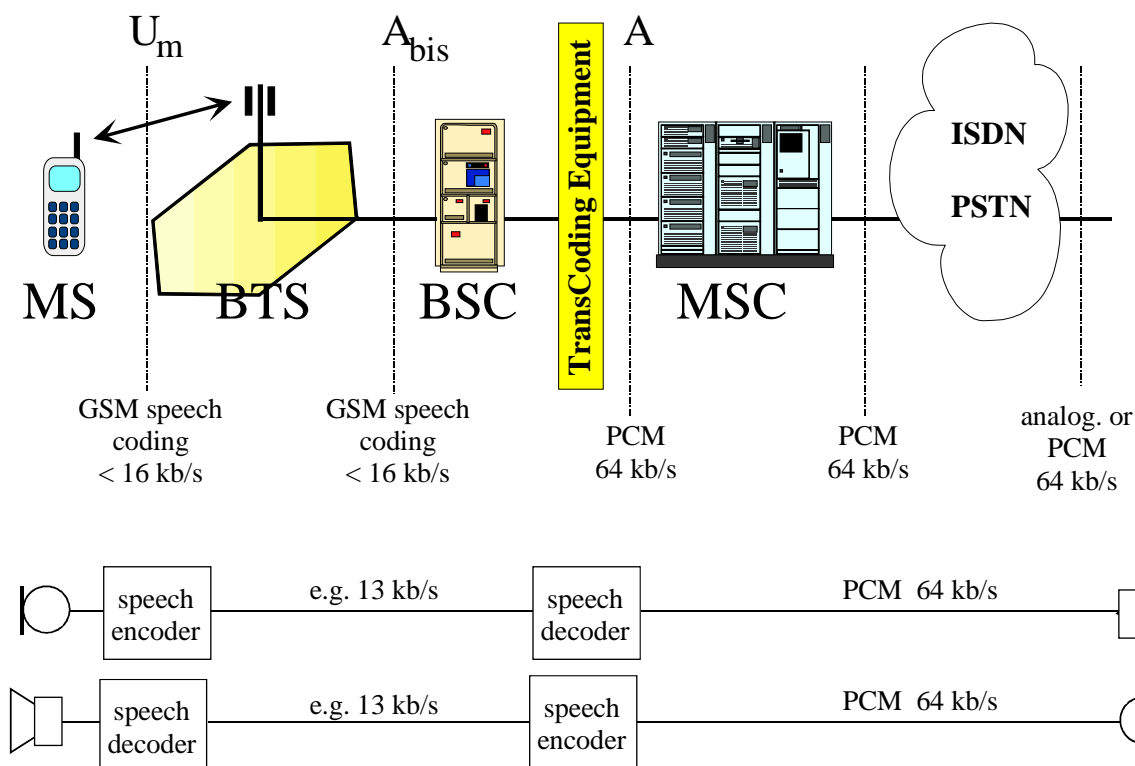 Um
Abis
A
TransCoding Equipment
ISDN
PSTN
MS
BTS
BSC
MSC
GSM speech
coding
< 16 kb/s
GSM speech
coding
< 16 kb/s
PCM
64 kb/s
PCM
64 kb/s
analog. or
PCM
64 kb/s
speech
encoder
e.g. 13 kb/s
speech
decoder
PCM 64 kb/s
speech
decoder
e.g. 13 kb/s
speech
encoder
PCM 64 kb/s